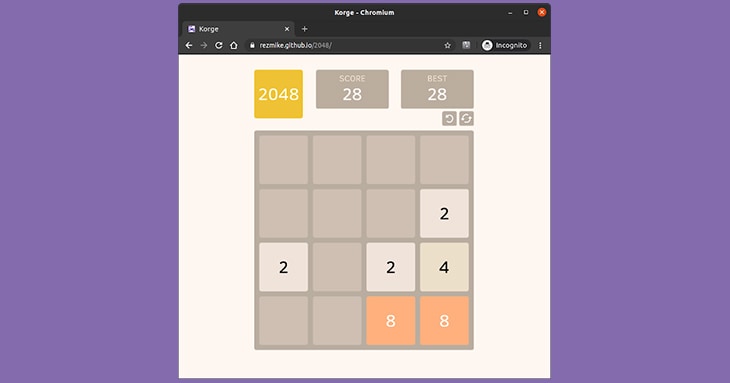 Korge - Chromium
Korge
rezmike.github.io/2048/
Incognito
2048
SCORE
28
BEST
28
2
2 2 4
8 8